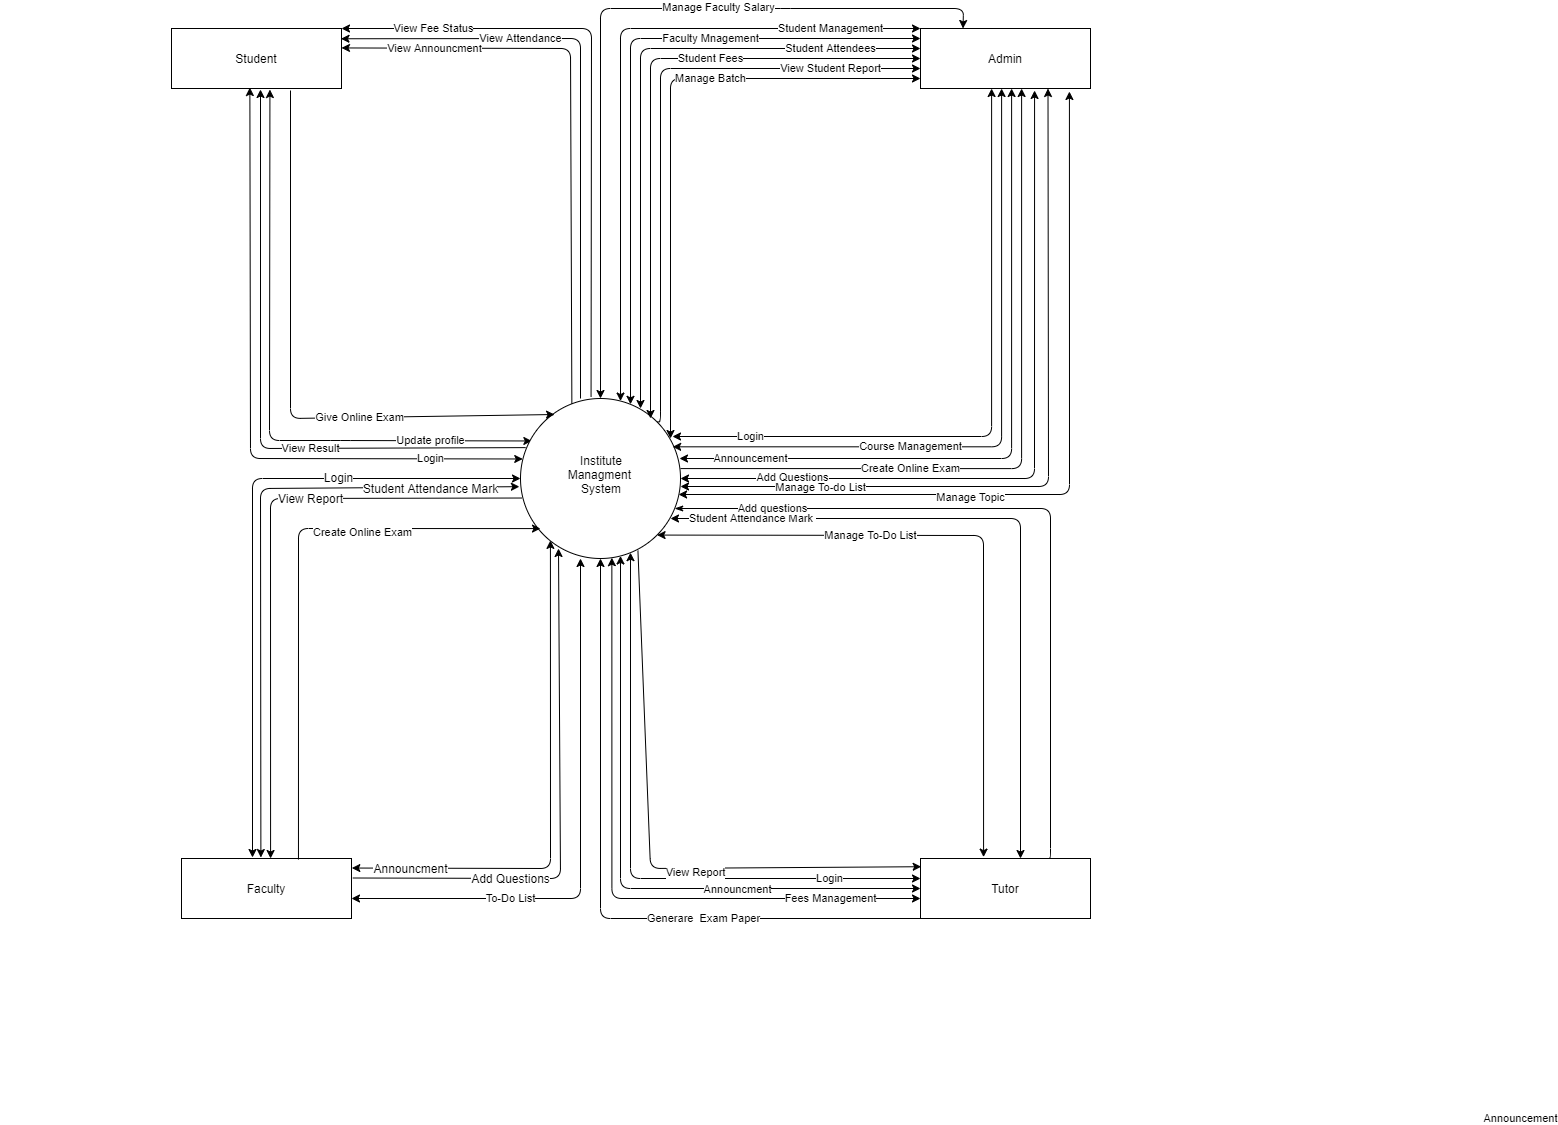 Manage Faculty Salary
View Fee Status
Student Management
View Attendance
Faculty Mnagement
View Announcment
Student Attendees
Student
Student Fees
Admin
View Student Report
Manage Batch
Give Online Exam
Update profile
Login
View Result
Course Management
Login
Announcement
Institute
Managment
System
Create Online Exam
Login
Add Questions
Student Attendance Mark
Manage To-do List
View Report
Manage Topic
Add questions
Student Attendance Mark
Create Online Exam
Manage To-Do List
Announcment
View Report
Add Questions
Login
Faculty
Announcment
Tutor
To-Do List
Fees Management
Generare  Exam Paper
Announcement